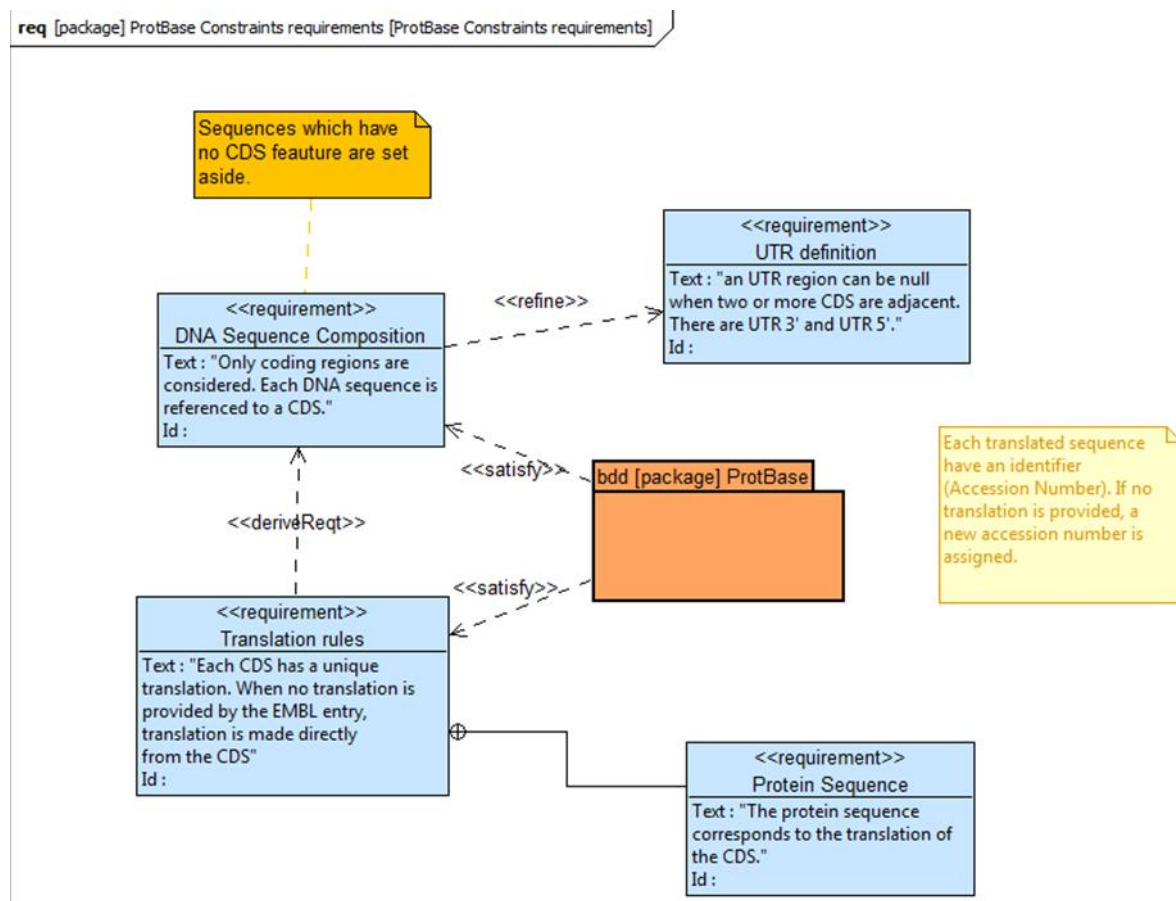 req [package] ProtBase Constraints requirements [ProtBase Constraints requirements]
Sequences which have
no CDS feauture are set
aside.
<<requirement>>
UTR definition
Text : "an UTR region can be null
when two or more CDS are adjacent.
There are UTR 3' and UTR 5'."
Id :
<<refine>>
<<requirement>>
DNA Sequence Composition
Text : "Only coding regions are
considered. Each DNA sequence is
referenced to a CDS."
Id :
<<satisfy>>
bdd [package] ProtBase
Each translated sequence
have an identifier
(Accession Number). If no
translation is provided, a
new accession number is
assigned.
<<deriveReqt>>
<<satisfy>>
<<requirement>>
Translation rules
Text : "Each CDS has a unique
translation. When no translation is
provided by the EMBL entry,
translation is made directly
from the CDS"
Id :
<<requirement>>
Protein Sequence
Text : "The protein sequence
corresponds to the translation of
the CDS."
Id :